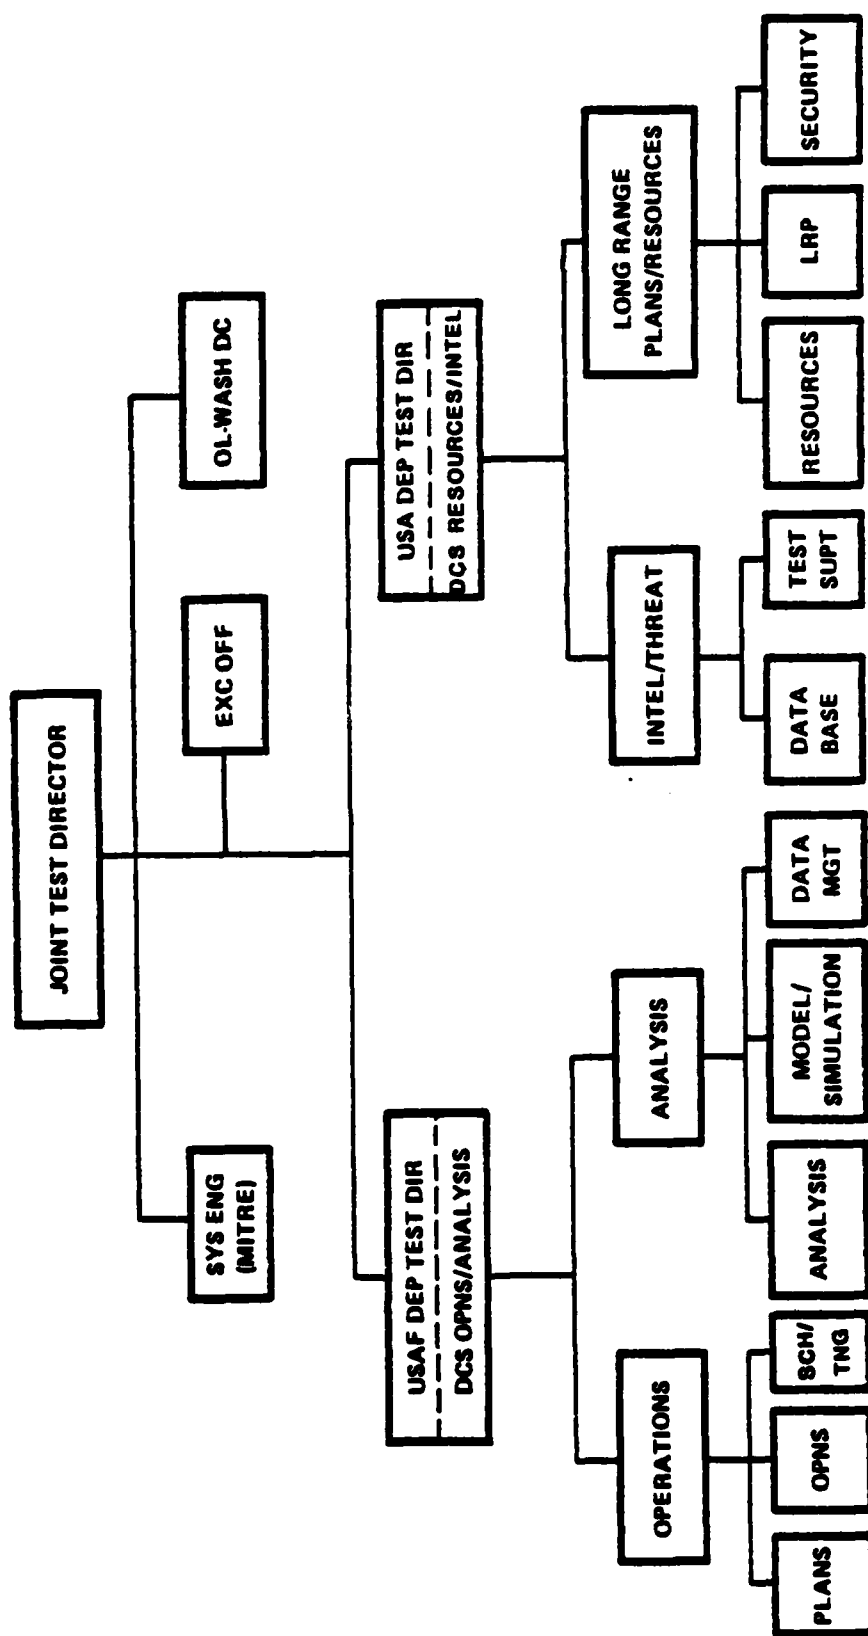 JOINT TEST DIRECTOR
SYS ENG
(MITRE)
EXC OFF
OL-WASH DC
USAF DEP TEST DIR
DCS OPNS/ANALYSIS
USA DEP TEST DIR
DCS RESOURCES/INTEL
OPERATIONS
ANALYSIS
INTEL/THREAT
LONG RANGE
PLANS/RESOURCES
PLANS
OPNS
SCH/
TNG
ANALYSIS
MODEL/
SIMULATION
DATA
MGT
DATA
BASE
TEST
SUPT
RESOURCES
LRP
SECURITY